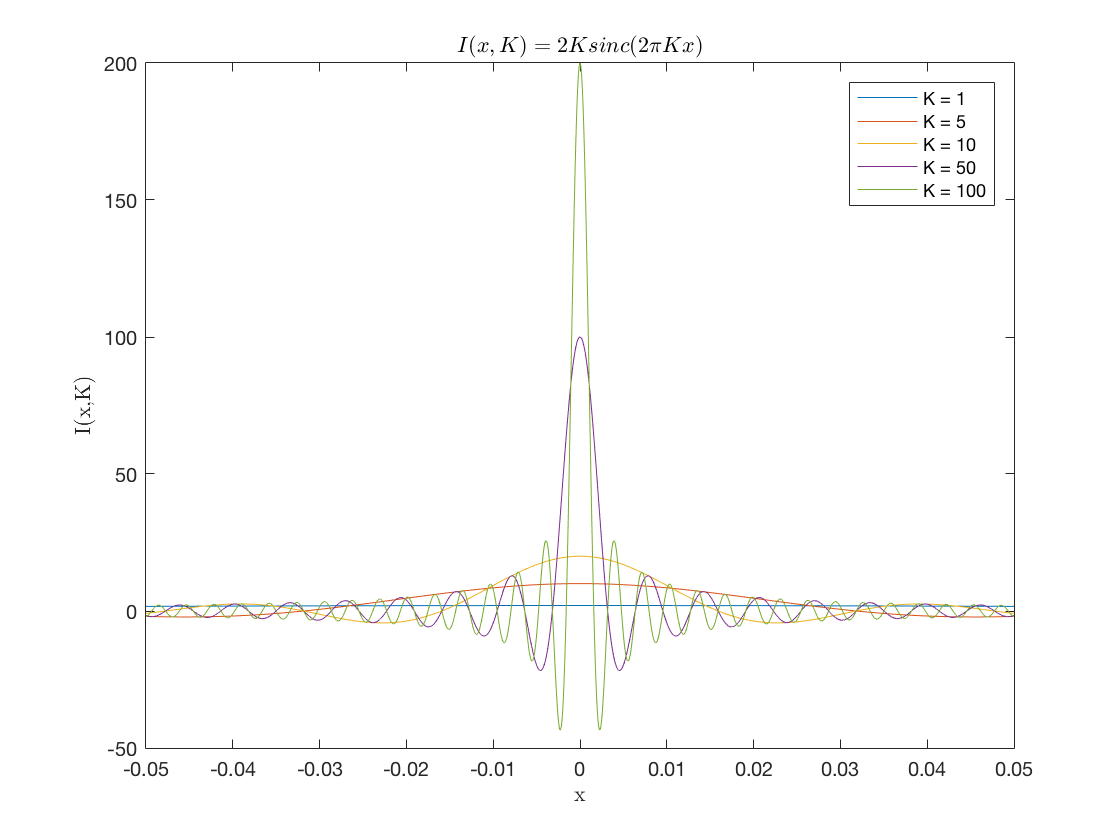 I(x, K) = 2Ksinc(2πKx)
200
150
100
50
0
-50
I(x,K)
K = 1
K = 5
K = 10
K = 50
K = 100
-0.05 -0.04 -0.03 -0.02 -0.01 0 0.01 0.02 0.03 0.04 0.05
x